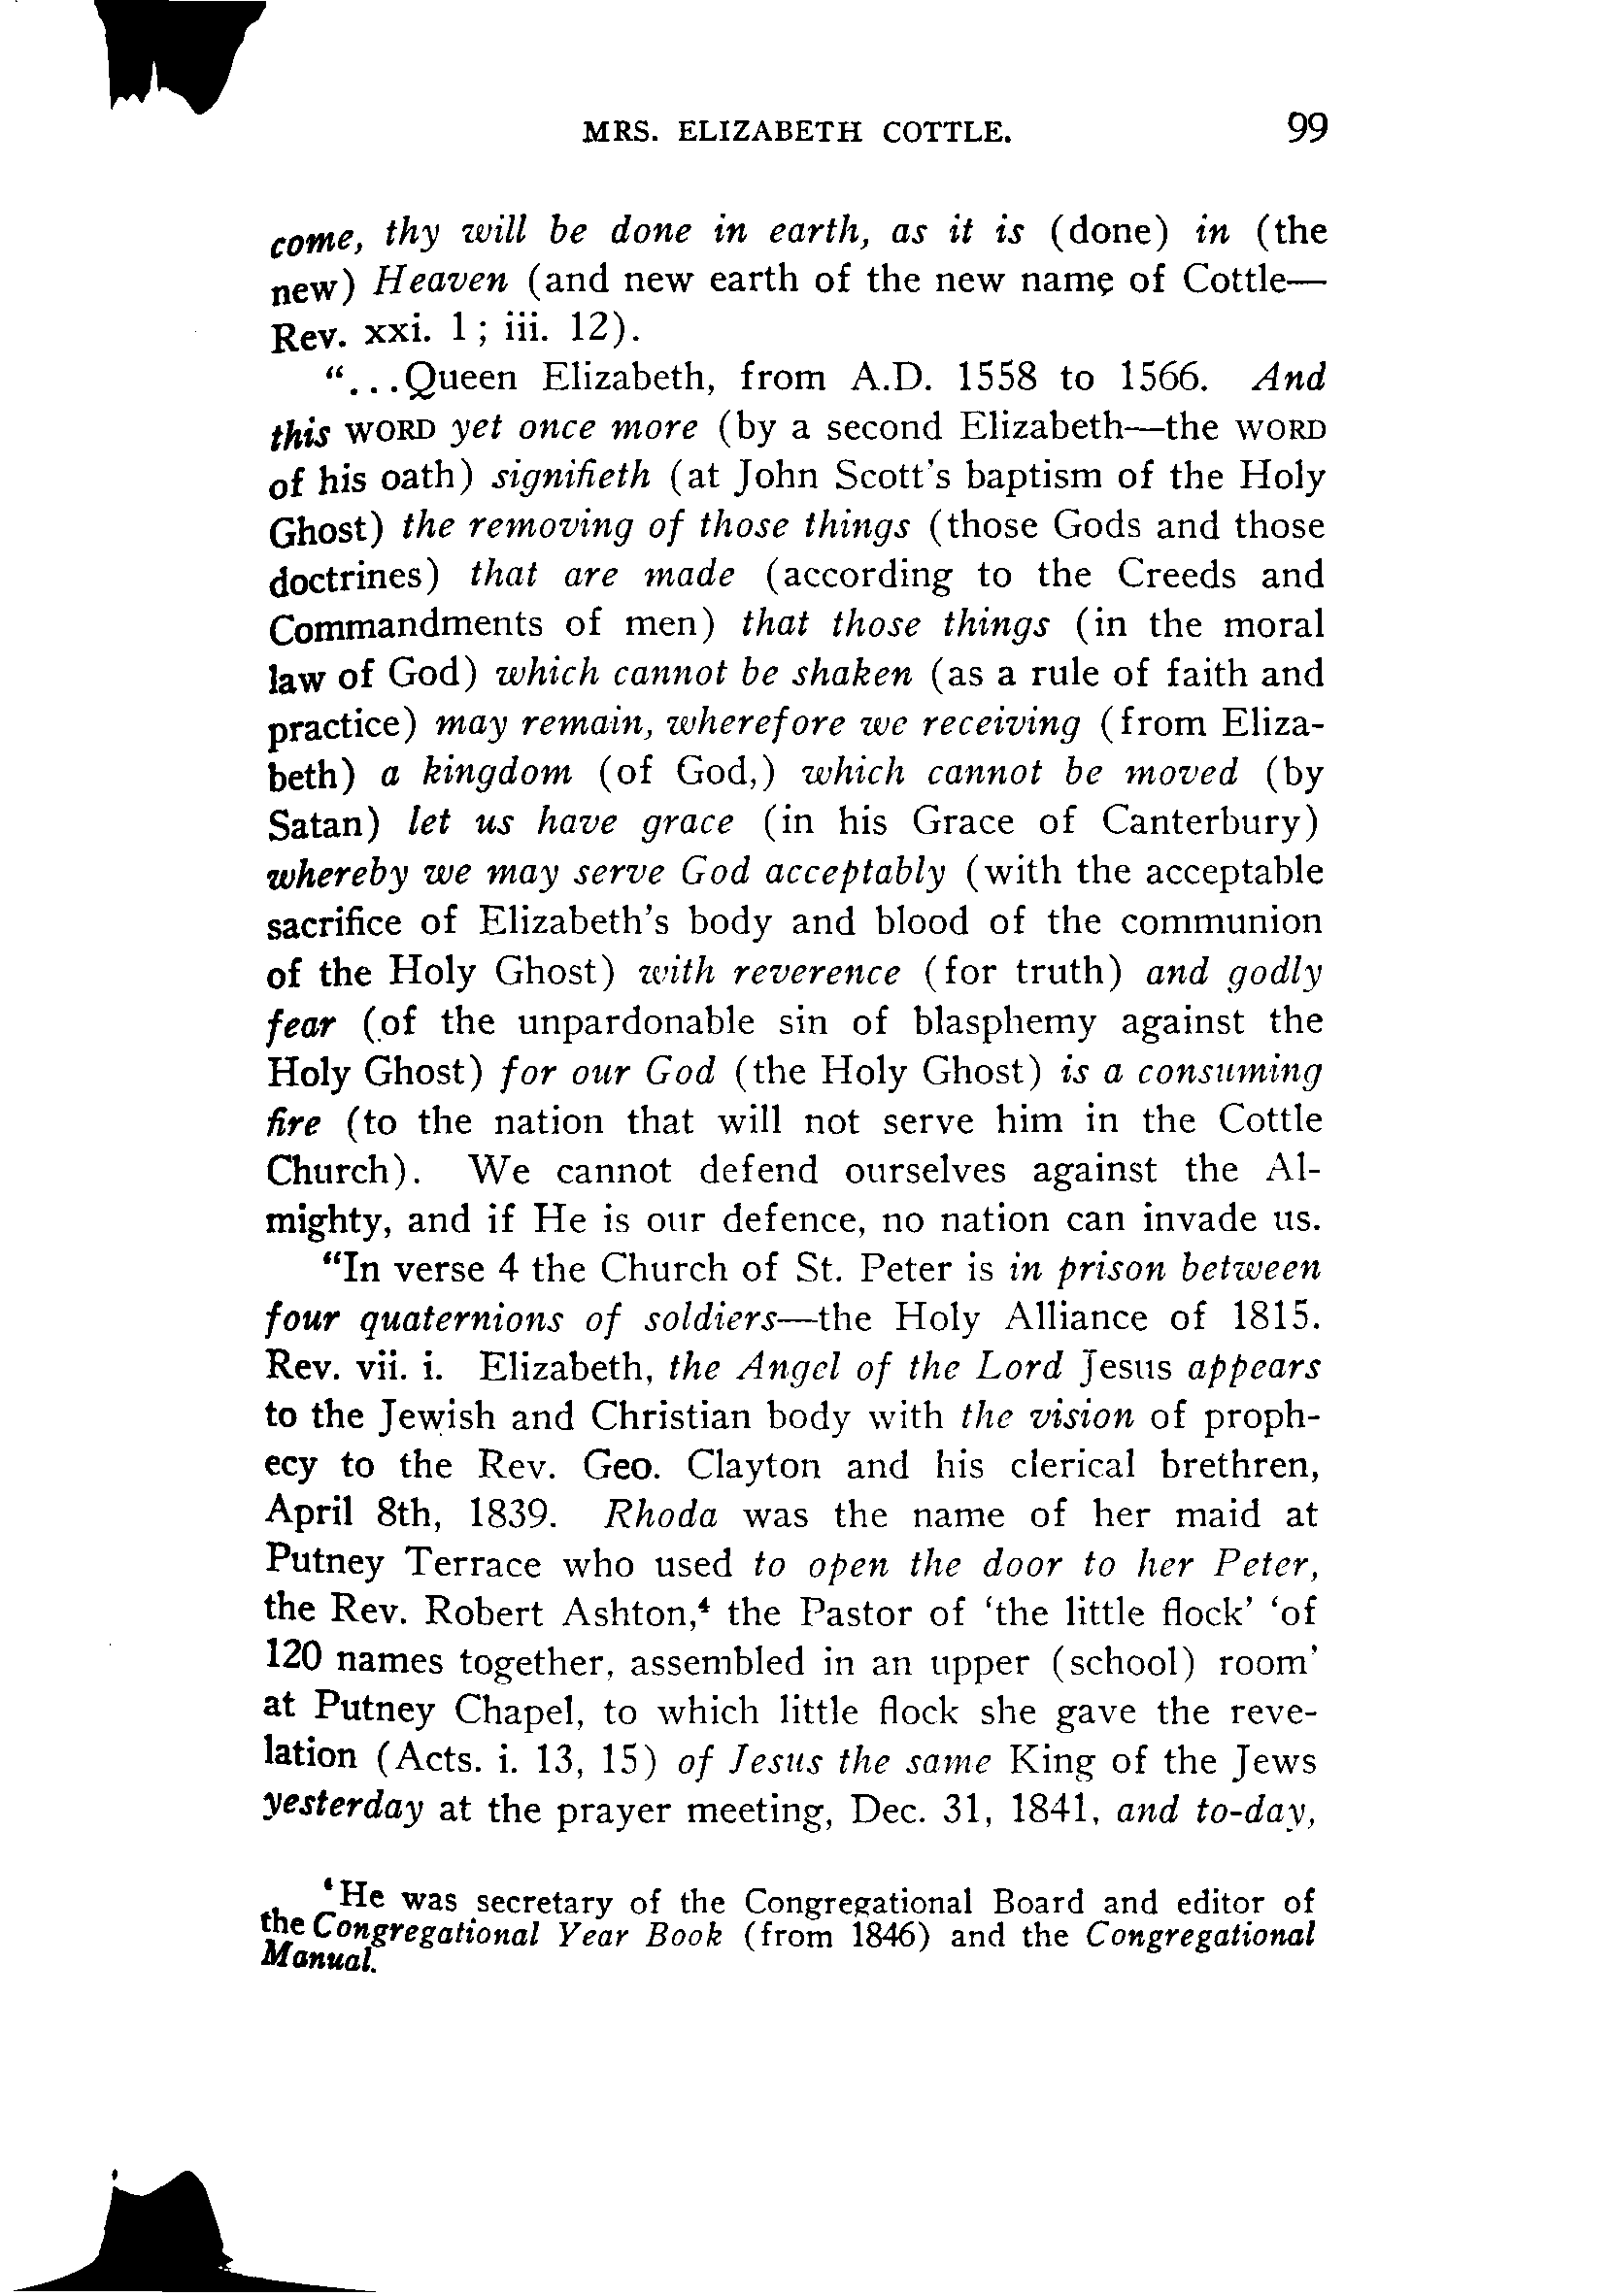 MRS. ELIZABETH COTTLE. 99
come, thy will be done in earth, as it is (done) in (the
new) Heaven (and new earth of the new name of Cottle—
Rev. xxi. 1; iii. 12).
"...Queen Elizabeth, from A.D. 1558 to 1566. And
this WORD yet once more (by a second Elizabeth—the WORD
of his oath) signifieth (at John Scott's baptism of the Holy
Ghost) the removing of those things (those Gods and those
doctrines) that are made (according to the Creeds and
Commandments of men) that those things (in the moral
law of God) which cannot be shaken (as a rule of faith and
practice) may remain, wherefore we receiving (from Eliza-
beth) a kingdom (of God,) which cannot be moved (by
Satan) let us have grace (in his Grace of Canterbury)
whereby we may serve God acceptably (with the acceptable
sacrifice of Elizabeth's body and blood of the communion
of the Holy Ghost) with reverence (for truth) and godly
fear (of the unpardonable sin of blasphemy against the
Holy Ghost) for our God (the Holy Ghost) is a consuming
fire (to the nation that will not serve him in the Cottle
Church). We cannot defend ourselves against the Al-
mighty, and if He is our defence, no nation can invade us.
"In verse 4 the Church of St. Peter is in prison between
four quaternions of soldiers—the Holy Alliance of 1815.
Rev. vii. i. Elizabeth, the Angel of the Lord Jesus appears
to the Jewish and Christian body with the vision of proph-
ecy to the Rev. Geo. Clayton and his clerical brethren,
April 8th, 1839. Rhoda was the name of her maid at
Putney Terrace who used to open the door to her Peter,
the Rev. Robert Ashton,⁴ the Pastor of 'the little flock' 'of
120 names together, assembled in an upper (school) room'
at Putney Chapel, to which little flock she gave the reve-
lation (Acts. i. 13, 15) of Jesus the same King of the Jews
yesterday at the prayer meeting, Dec. 31, 1841, and to-day,
⁴He was secretary of the Congregational Board and editor of
the Congregational Year Book (from 1846) and the Congregational
Manual.